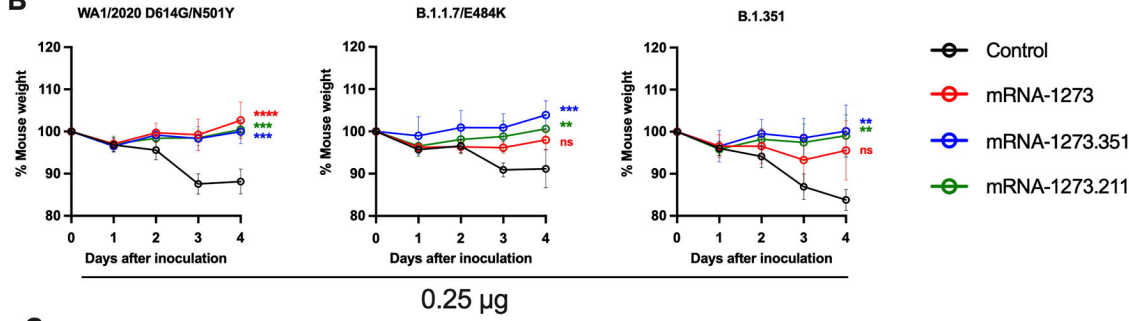 B
WA1/2020 D614G/N501Y
% Mouse weight
120
110
100
90
80
0 1 2 3 4
Days after inoculation
****
***
***
B.1.1.7/E484K
% Mouse weight
120
110
100
90
80
0 1 2 3 4
Days after inoculation
***
**
ns
B.1.351
% Mouse weight
120
110
100
90
80
0 1 2 3 4
Days after inoculation
**
**
ns
Control
mRNA-1273
mRNA-1273.351
mRNA-1273.211
0.25 µg